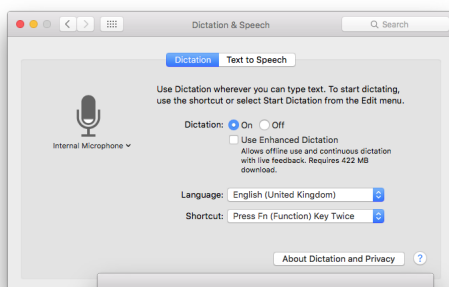 Dictation & Speech
Search
Dictation Text to Speech
Use Dictation wherever you can type text. To start dictating,
use the shortcut or select Start Dictation from the Edit menu.
Dictation: On Off
Internal Microphone
Use Enhanced Dictation
Allows offline use and continuous dictation
with live feedback. Requires 422 MB
download.
Language: English (United Kingdom)
Shortcut: Press Fn (Function) Key Twice
About Dictation and Privacy ?